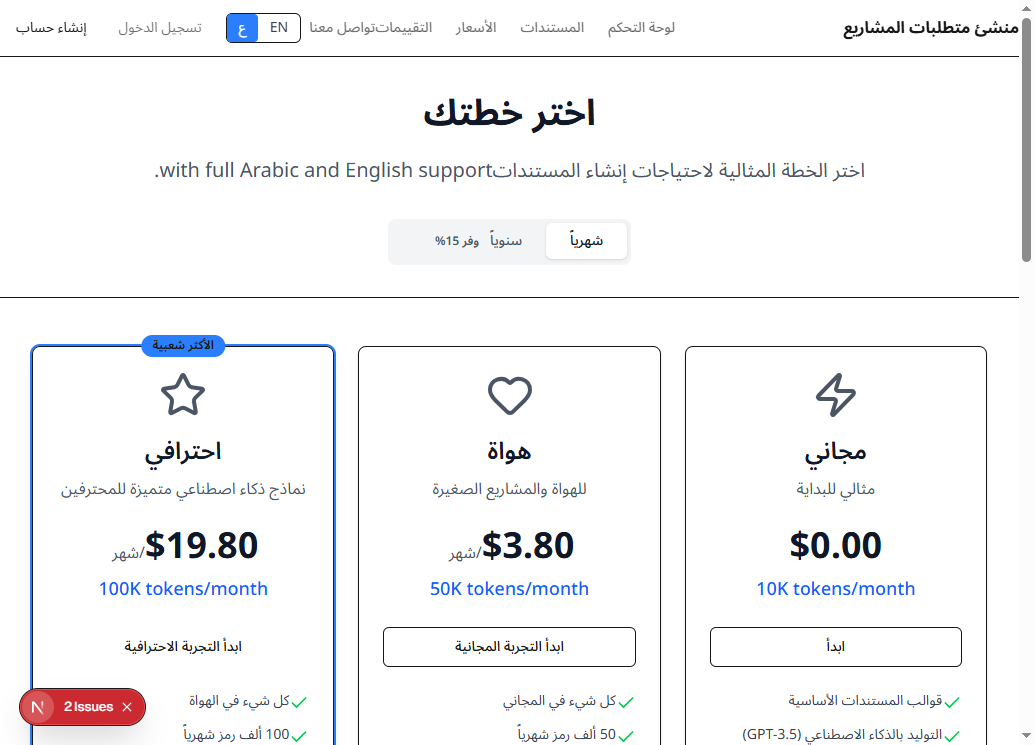 منشئ متطلبات المشاريع
لوحة التحكم
المستندات
الأسعار
التقييمات
تواصل معنا
EN
ع
تسجيل الدخول
إنشاء حساب
اختر خطتك
اختر الخطة المثالية لاحتياجات إنشاء المستنداتwith full Arabic and English support.
شهرياً
سنوياً وفر 15%
مجاني
مثالي للبداية
$0.00
10K tokens/month
ابدأ
قوالب المستندات الأساسية
التوليد بالذكاء الاصطناعي (GPT-3.5)
هواة
للهواة والمشاريع الصغيرة
$3.80/شهر
50K tokens/month
ابدأ التجربة المجانية
كل شيء في المجاني
50 ألف رمز شهرياً
الأكثر شعبية
احترافي
نماذج ذكاء اصطناعي متميزة للمحترفين
$19.80/شهر
100K tokens/month
ابدأ التجربة الاحترافية
كل شيء في الهواة
100 ألف رمز شهرياً
N 2 Issues